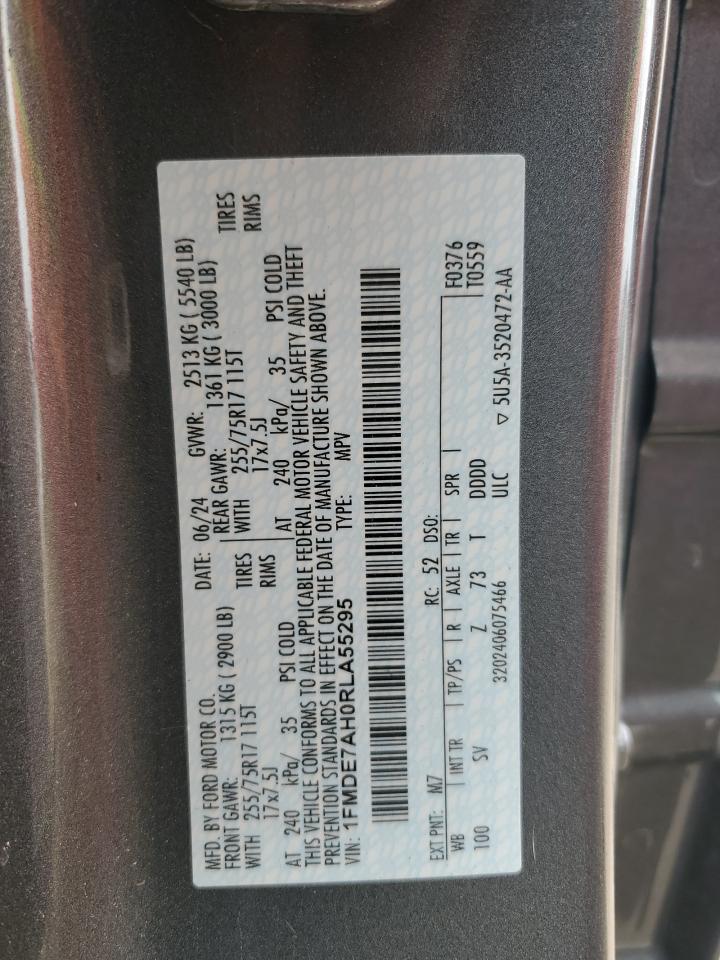 MFD. BY FORD MOTOR CO.
DATE: 06/24 GVWR: 2513 KG ( 5540 LB)
FRONT GAWR: 1315 KG ( 2900 LB) REAR GAWR: 1361 KG ( 3000 LB)
WITH 255/75R17 115T TIRES WITH 255/75R17 115T TIRES
17x7.5J RIMS 17x7.5J RIMS
AT 240 kPa/ 35 PSI COLD AT 240 kPa/ 35 PSI COLD
THIS VEHICLE CONFORMS TO ALL APPLICABLE FEDERAL MOTOR VEHICLE SAFETY AND THEFT
PREVENTION STANDARDS IN EFFECT ON THE DATE OF MANUFACTURE SHOWN ABOVE.
VIN: 1FMDE7AH0RLA55295 TYPE: MPV
EXT PNT: M7 RC: 52 DSO: F0376
WB | INT TR | TP/PS | R | AXLE | TR | SPR | T0559
100 SV Z 73 T DDDD
3202406075466 ULC ▽ 5U5A-3520472-AA